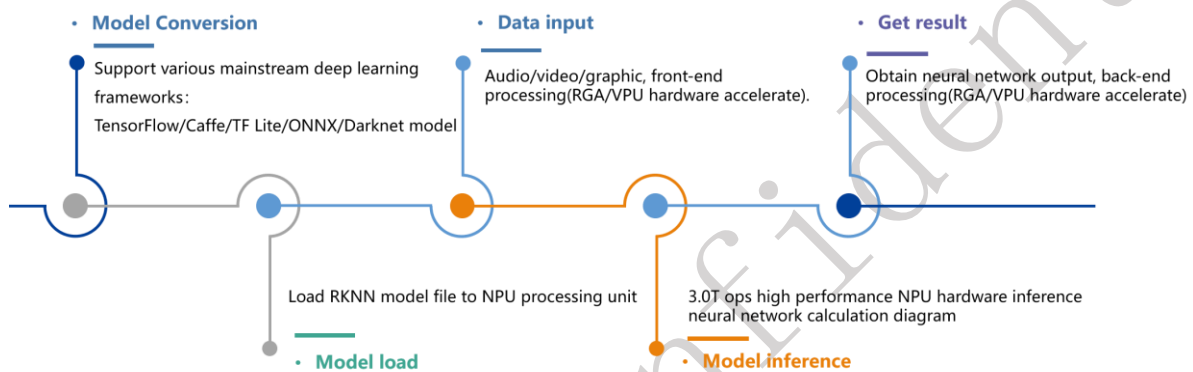 • Model Conversion
Support various mainstream deep learning
frameworks:
TensorFlow/Caffe/TF Lite/ONNX/Darknet model
• Data input
Audio/video/graphic, front-end
processing(RGA/VPU hardware accelerate).
• Get result
Obtain neural network output, back-end
processing(RGA/VPU hardware accelerate)
Load RKNN model file to NPU processing unit
• Model load
3.0T ops high performance NPU hardware inference
neural network calculation diagram
• Model inference
nfident